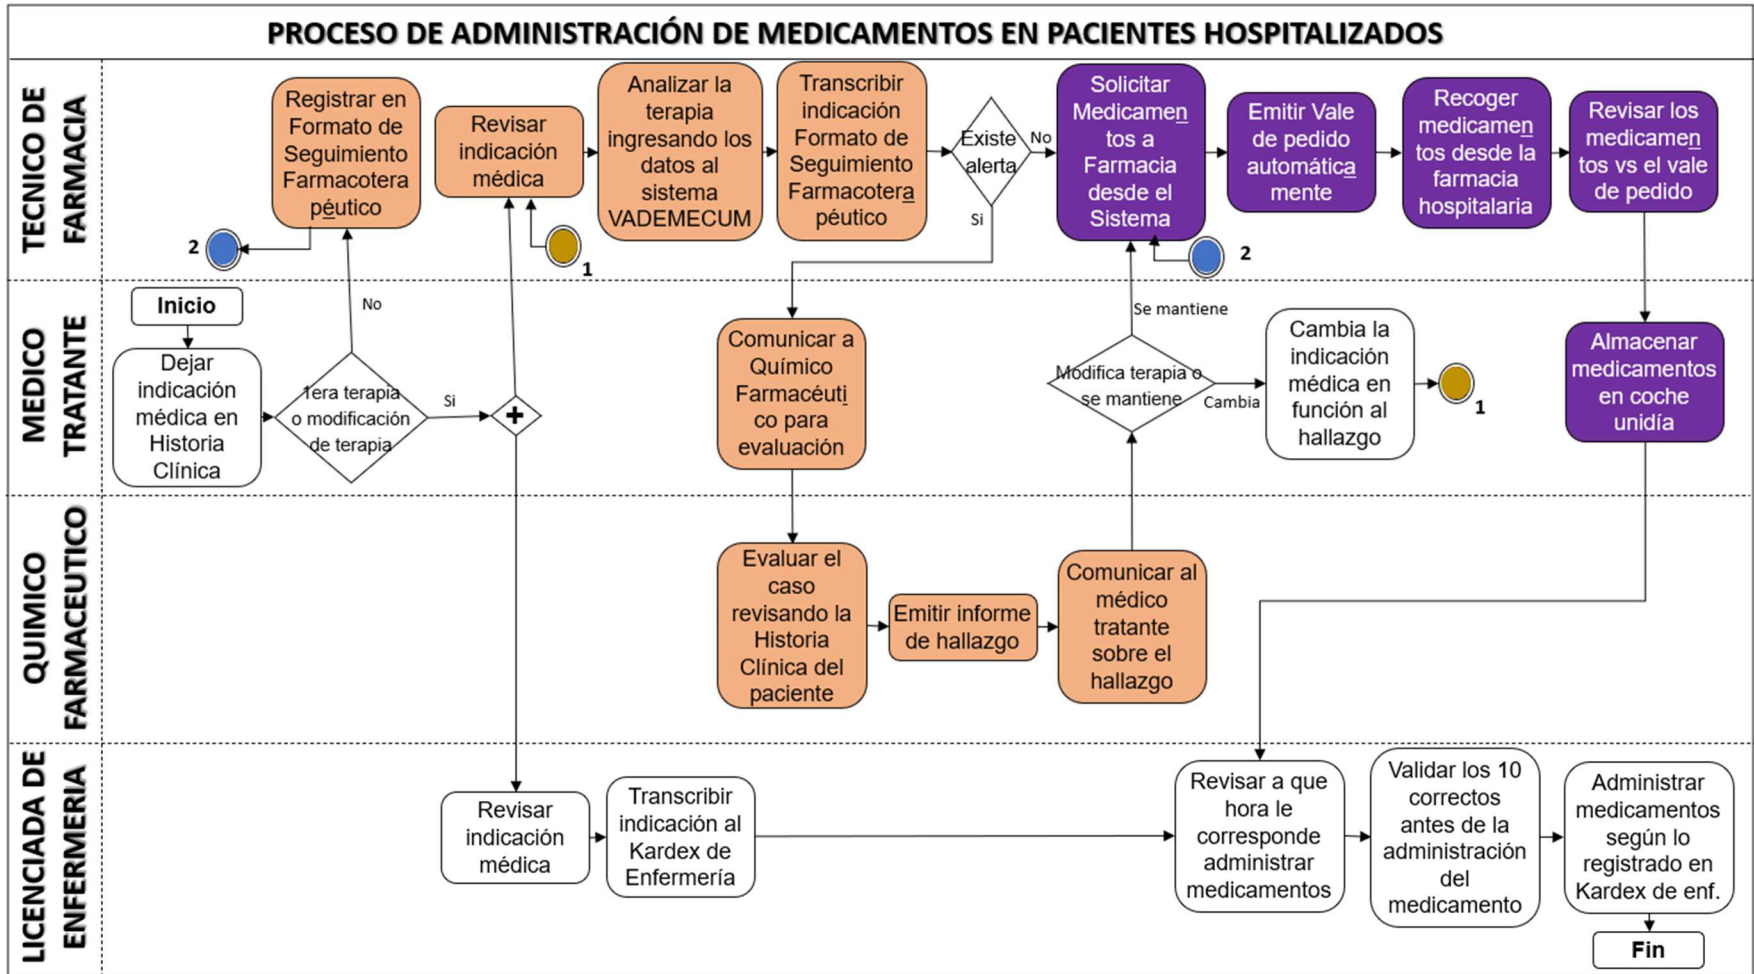 PROCESO DE ADMINISTRACIÓN DE MEDICAMENTOS EN PACIENTES HOSPITALIZADOS
TECNICO DE
FARMACIA
Registrar en
Formato de
Seguimiento
Farmacotera
péutico
2
Revisar
indicación
médica
1
Analizar la
terapia
ingresando los
datos al
sistema
VADEMECUM
Transcribir
indicación
Formato de
Seguimiento
Farmacotera
péutico
Existe
alerta
No
Si
Solicitar
Medicamen
tos a
Farmacia
desde el
Sistema
2
Emitir Vale
de pedido
automática
mente
Recoger
medicamen
tos desde la
farmacia
hospitalaria
Revisar los
medicamen
tos vs el vale
de pedido
MEDICO
TRATANTE
Inicio
Dejar
indicación
médica en
Historia
Clínica
1era terapia
o modificación
de terapia
No
Si
Comunicar a
Químico
Farmacéuti
co para
evaluación
Modifica terapia o
se mantiene
Se mantiene
Cambia
Cambia la
indicación
médica en
función al
hallazgo
1
Almacenar
medicamentos
en coche
unidía
QUIMICO
FARMACEUTICO
Evaluar el
caso
revisando la
Historia
Clínica del
paciente
Emitir informe
de hallazgo
Comunicar al
médico
tratante
sobre el
hallazgo
LICENCIADA DE
ENFERMERIA
Revisar
indicación
médica
Transcribir
indicación al
Kardex de
Enfermería
Revisar a que
hora le
corresponde
administrar
medicamentos
Validar los 10
correctos
antes de la
administración
del
medicamento
Administrar
medicamentos
según lo
registrado en
Kardex de enf.
Fin